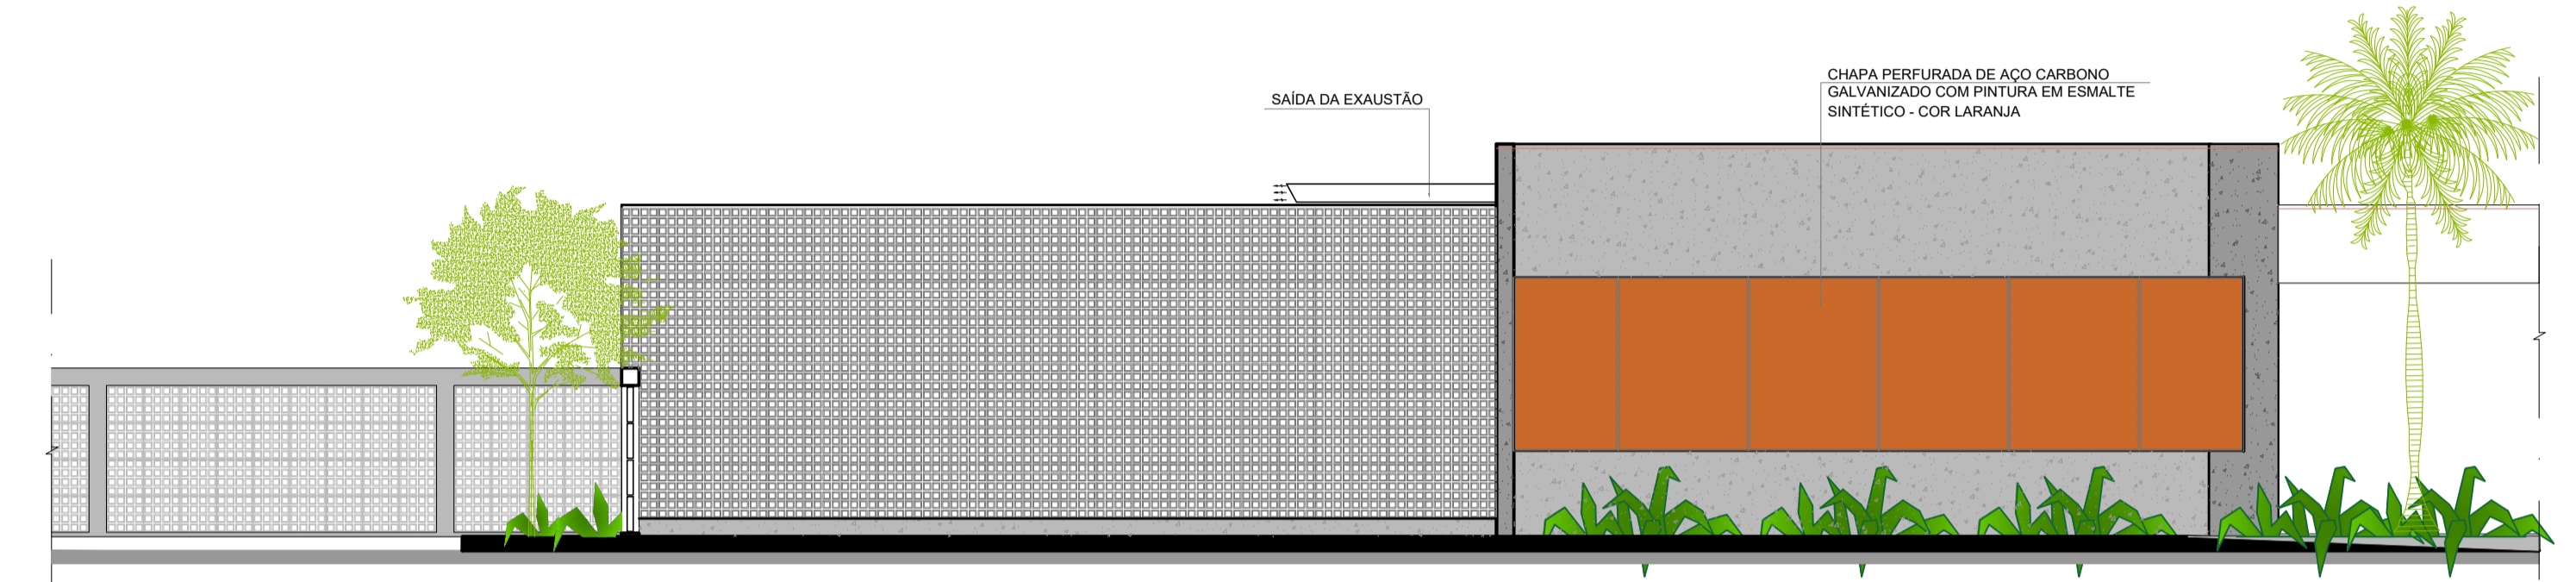 SAÍDA DA EXAUSTÃO
CHAPA PERFURADA DE AÇO CARBONO
GALVANIZADO COM PINTURA EM ESMALTE
SINTÉTICO - COR LARANJA